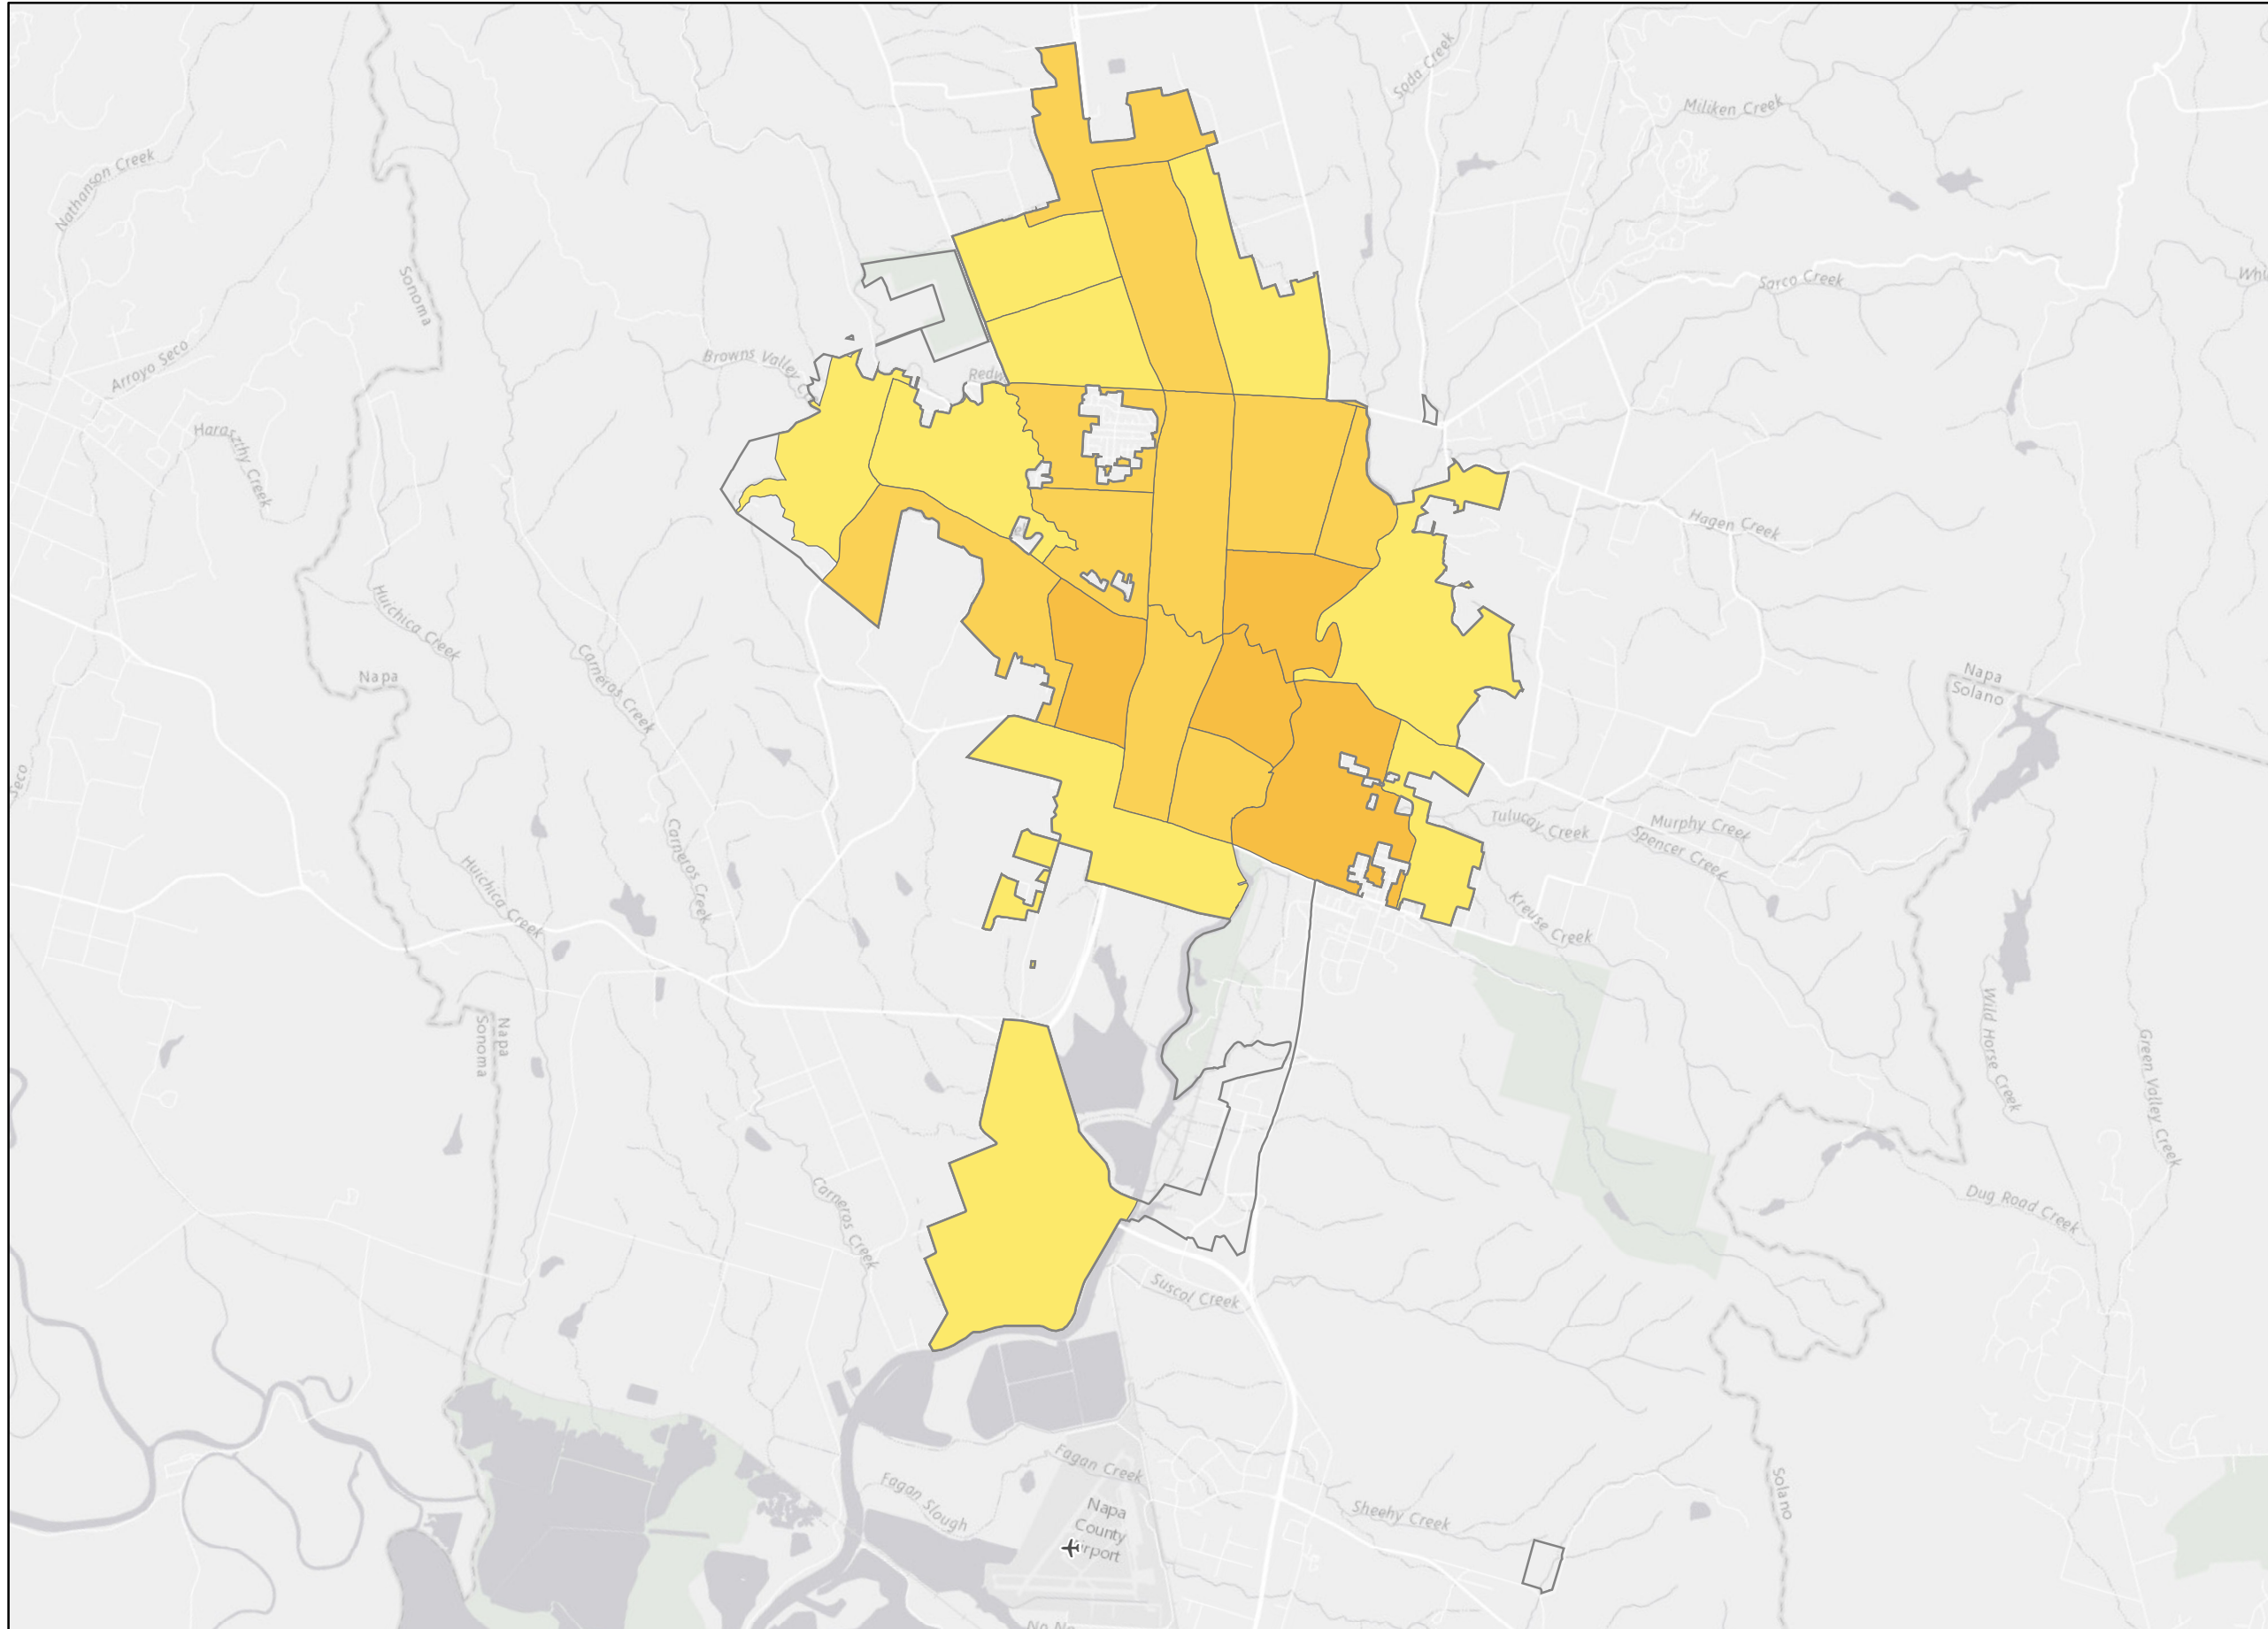 Soda Creek
Miliken Creek
Nathanson Creek
Sonoma
Sarco Creek
Whi
Arroyo Seco
Browns Valley C
Redw
Haraszthy Creek
Hagen Creek
Huichica Creek
Carneros Creek
Napa
Napa
Solano
Seco
Tulucay Creek
Murphy Creek
Spencer Creek
Carneros Creek
Huichica Creek
Kreuse Creek
Napa
Sonoma
Wild Horse Creek
Green Valley Creek
Carneros Creek
Dug Road Creek
Suscol Creek
Fagan Creek
Fagan Slough
Solano
Napa
County
Airport
Sheehy Creek